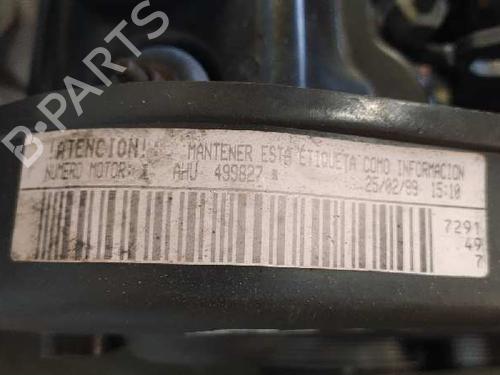 B-PARTS
!ATENCION! MANTENER ESTA ETIQUETA COMO INFORMACION
NUMERO MOTOR: AHU 499827 25/02/99 15:10
7291
49
7